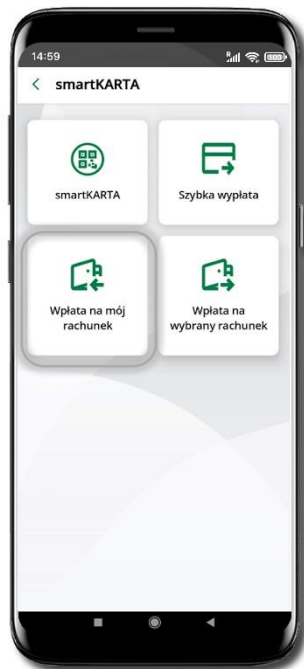 14:59
smartKARTA
smartKARTA
Szybka wypłata
Wpłata na mój
rachunek
Wpłata na
wybrany rachunek